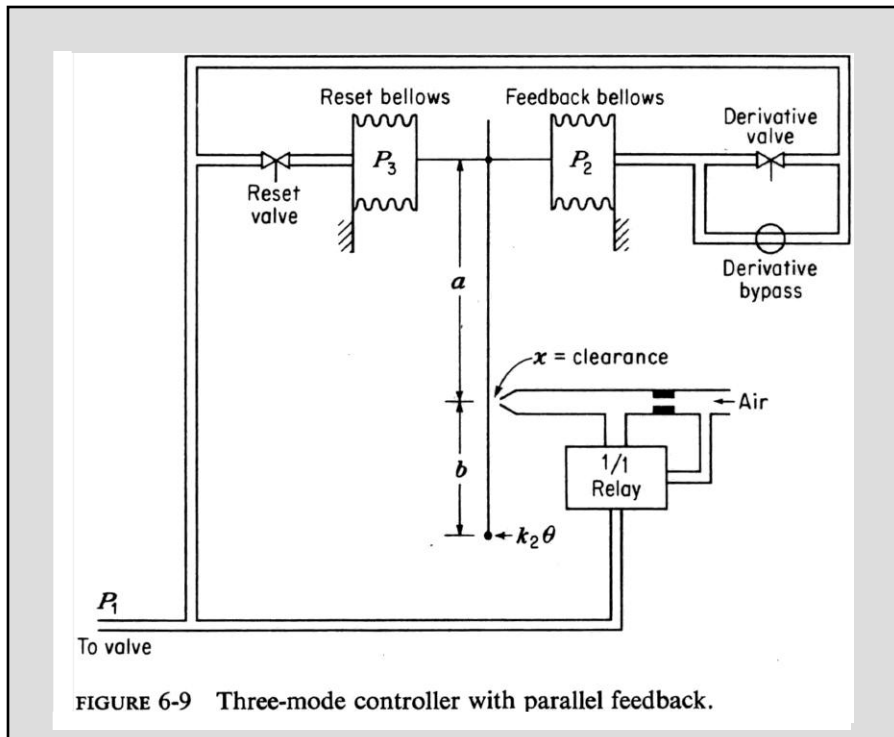 Reset bellows
Feedback bellows
Derivative
valve
P3
P2
Reset
valve
Derivative
bypass
a
x = clearance
Air
b
1/1
Relay
k2θ
P1
To valve
FIGURE 6-9 Three-mode controller with parallel feedback.